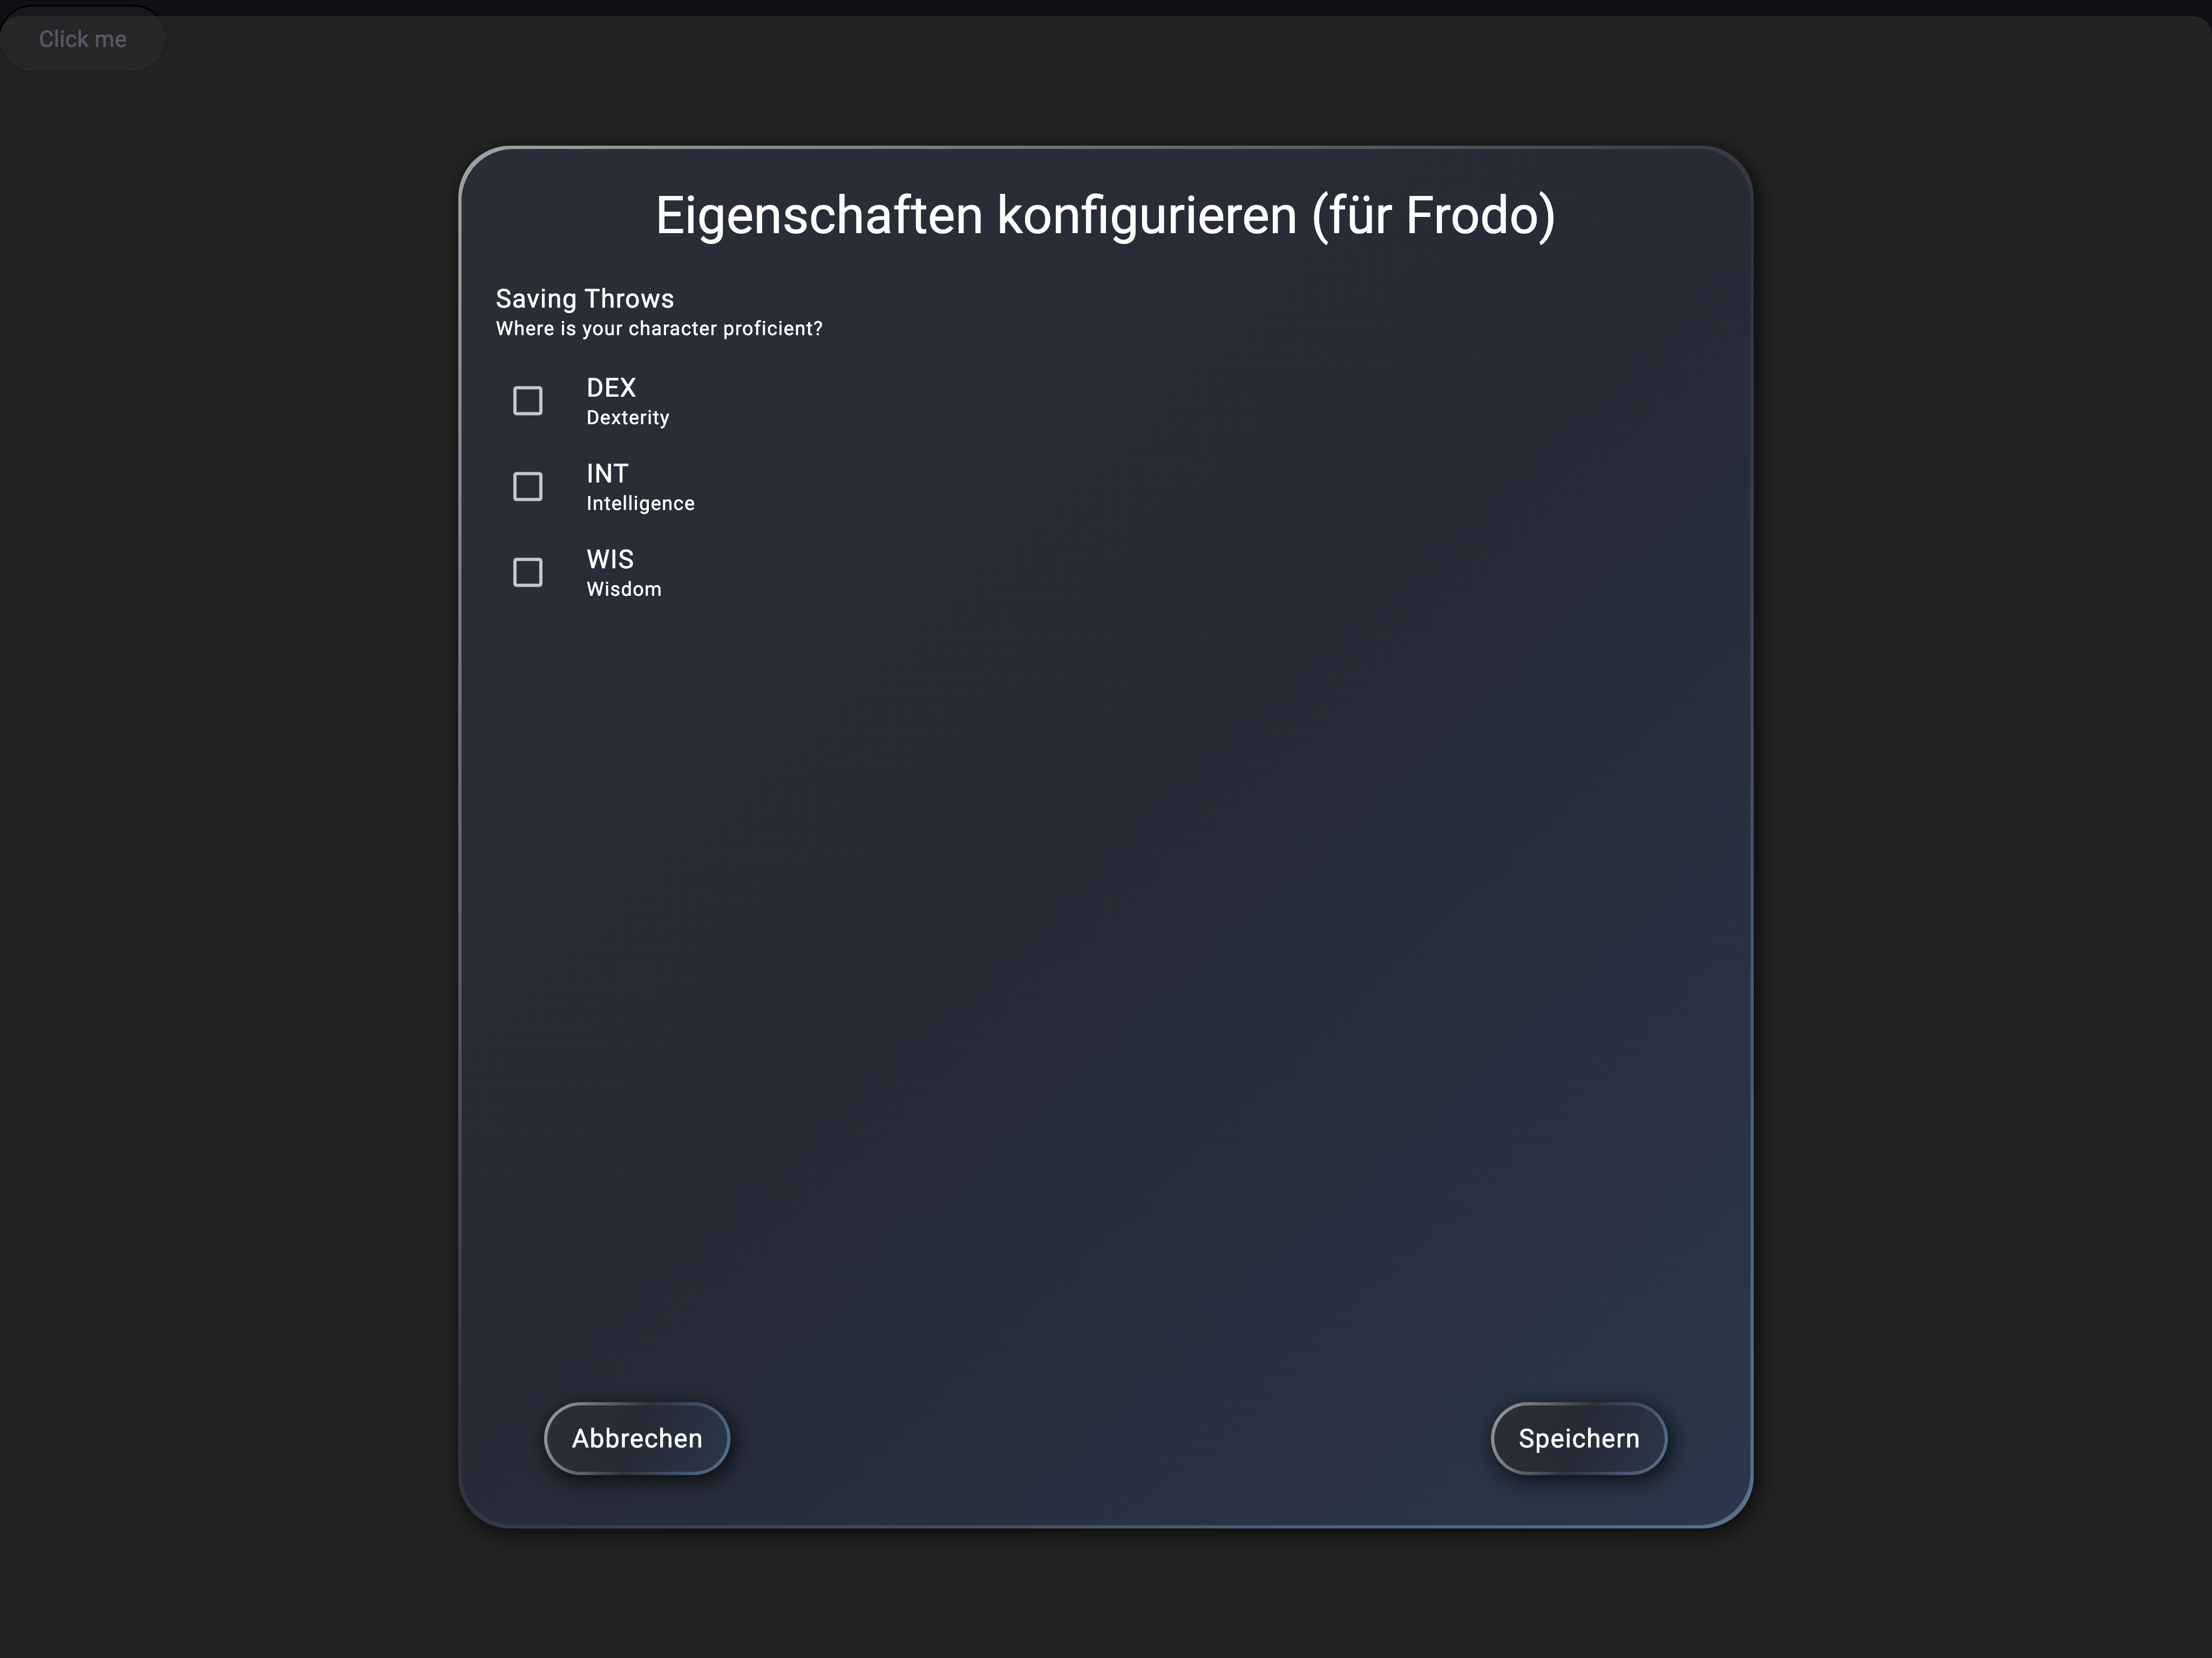 Click me
Eigenschaften konfigurieren (für Frodo)
Saving Throws
Where is your character proficient?
DEX
Dexterity
INT
Intelligence
WIS
Wisdom
Abbrechen
Speichern